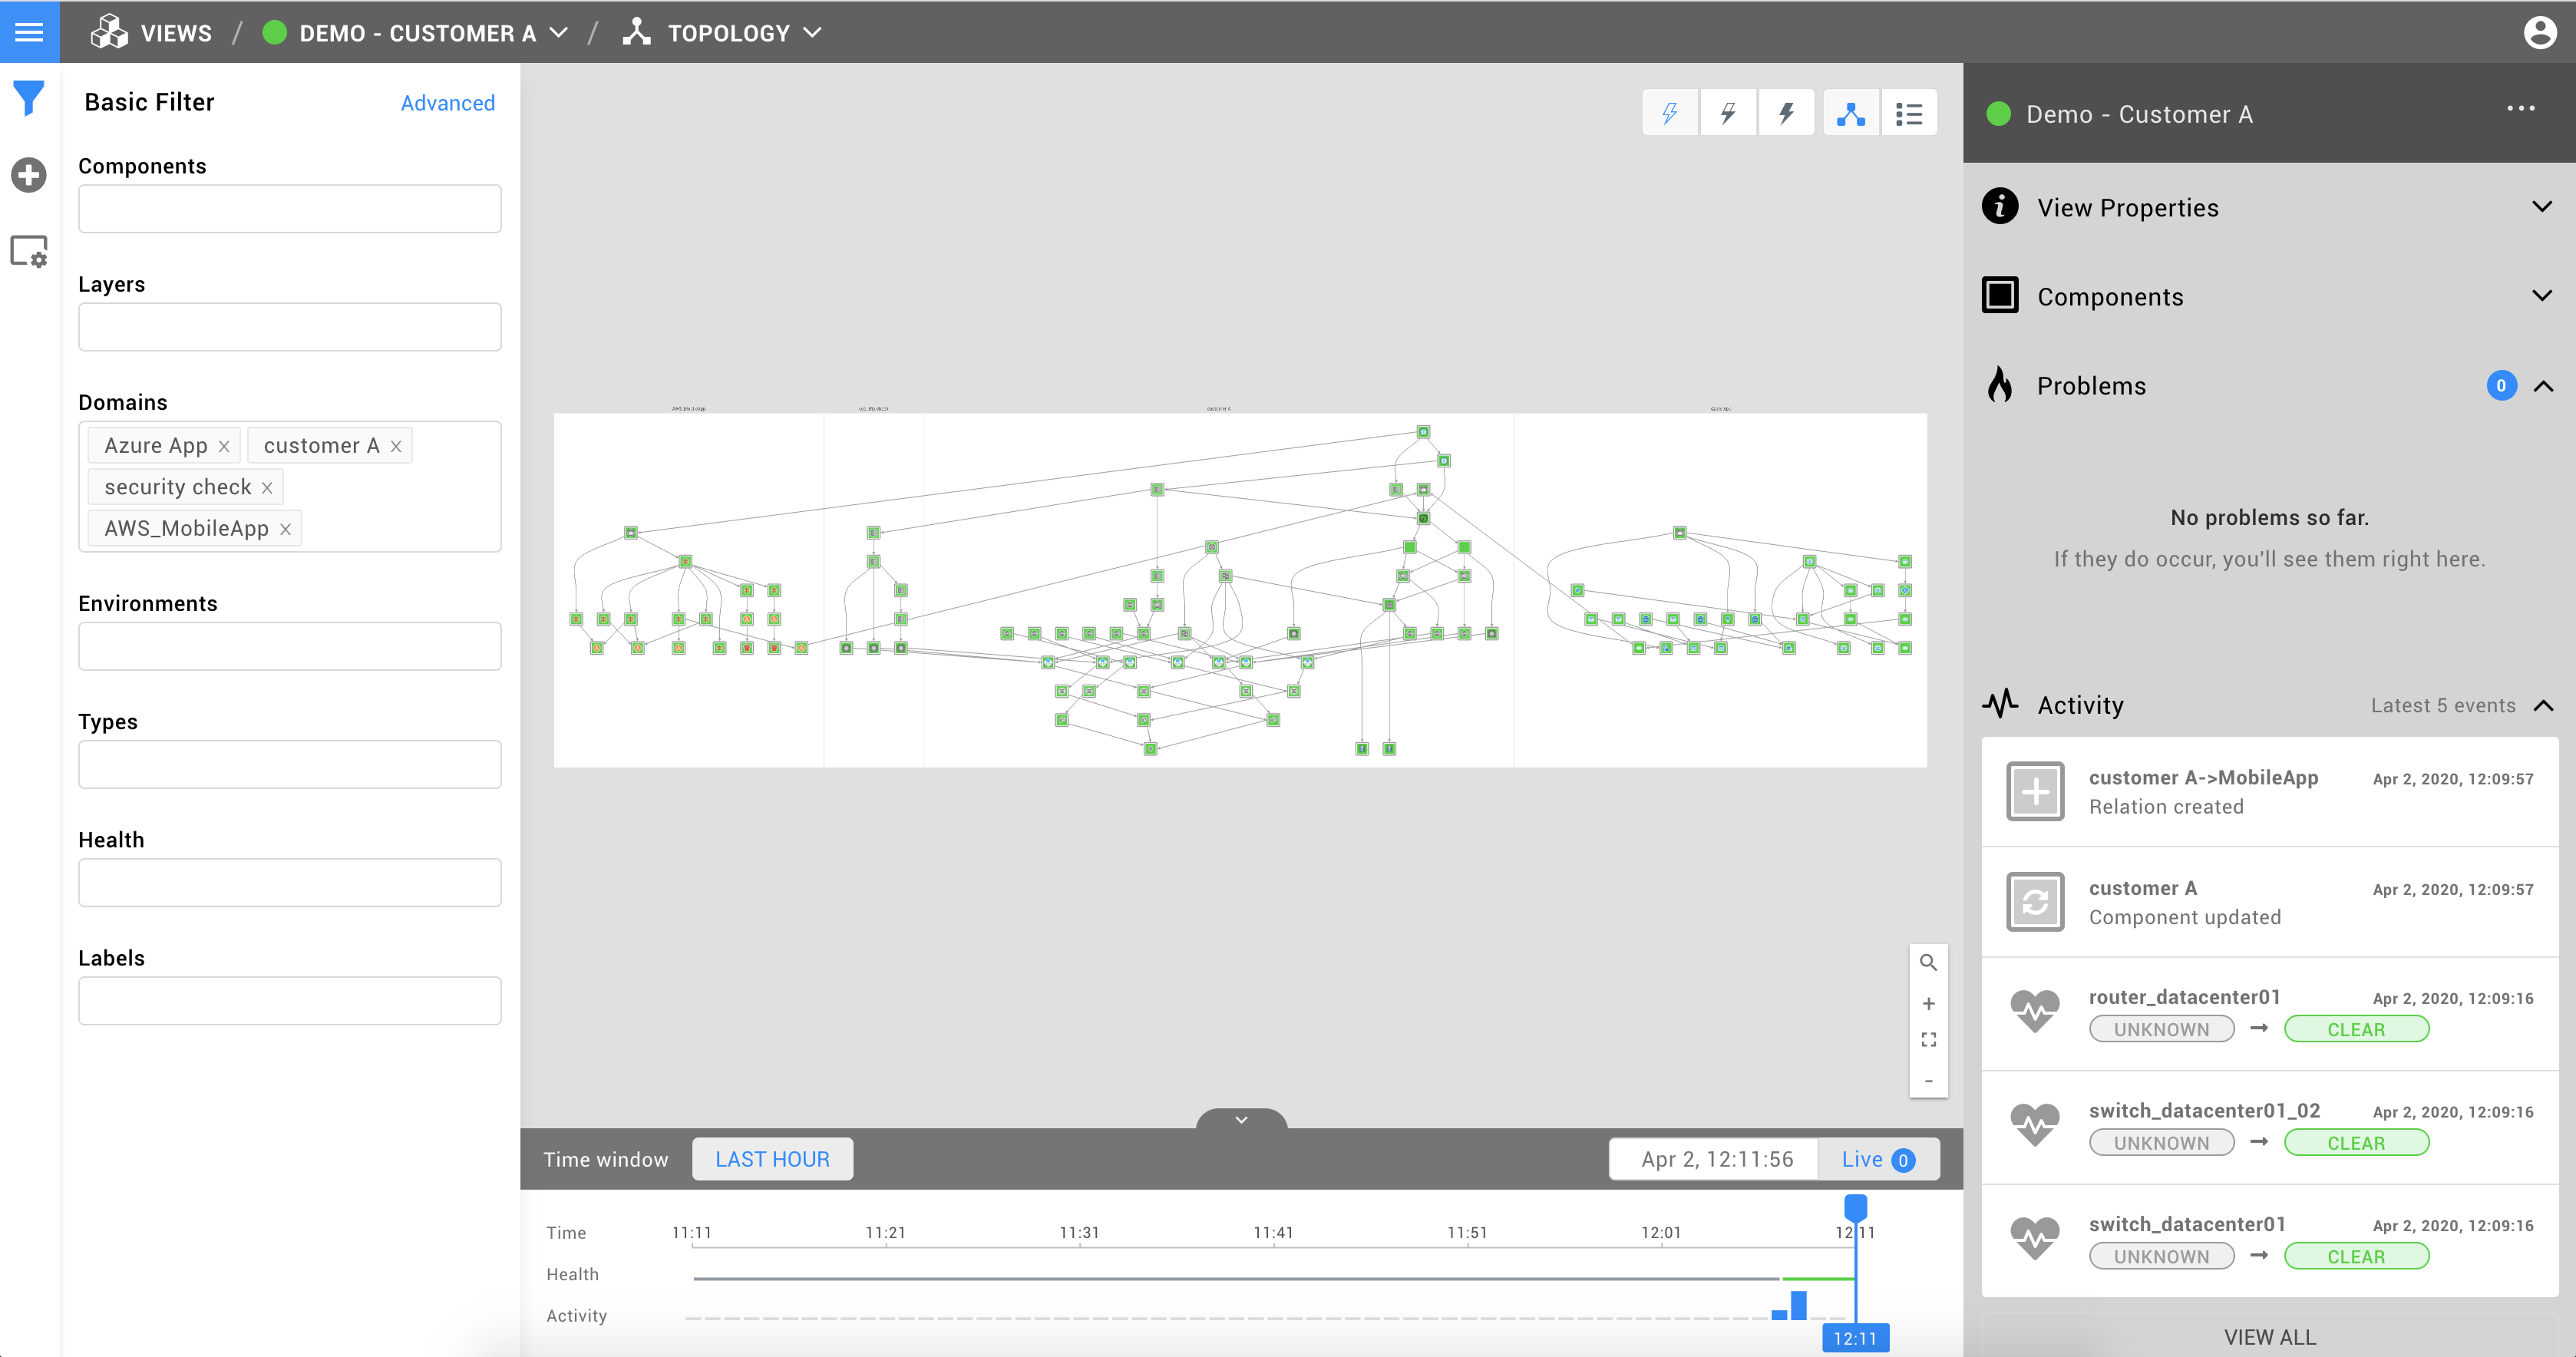 VIEWS / DEMO - CUSTOMER A / TOPOLOGY
Basic Filter Advanced
Components
Layers
Domains
Azure App × customer A ×
security check ×
AWS_MobileApp ×
Environments
Types
Health
Labels
customer A
Time window LAST HOUR Apr 2, 12:11:56 Live 0
Time 11:11 11:21 11:31 11:41 11:51 12:01 12:11
Health
Activity
12:11
Demo - Customer A
View Properties
Components
Problems 0
No problems so far.
If they do occur, you'll see them right here.
Activity Latest 5 events
customer A->MobileApp Apr 2, 2020, 12:09:57
Relation created
customer A Apr 2, 2020, 12:09:57
Component updated
router_datacenter01 Apr 2, 2020, 12:09:16
UNKNOWN → CLEAR
switch_datacenter01_02 Apr 2, 2020, 12:09:16
UNKNOWN → CLEAR
switch_datacenter01 Apr 2, 2020, 12:09:16
UNKNOWN → CLEAR
VIEW ALL